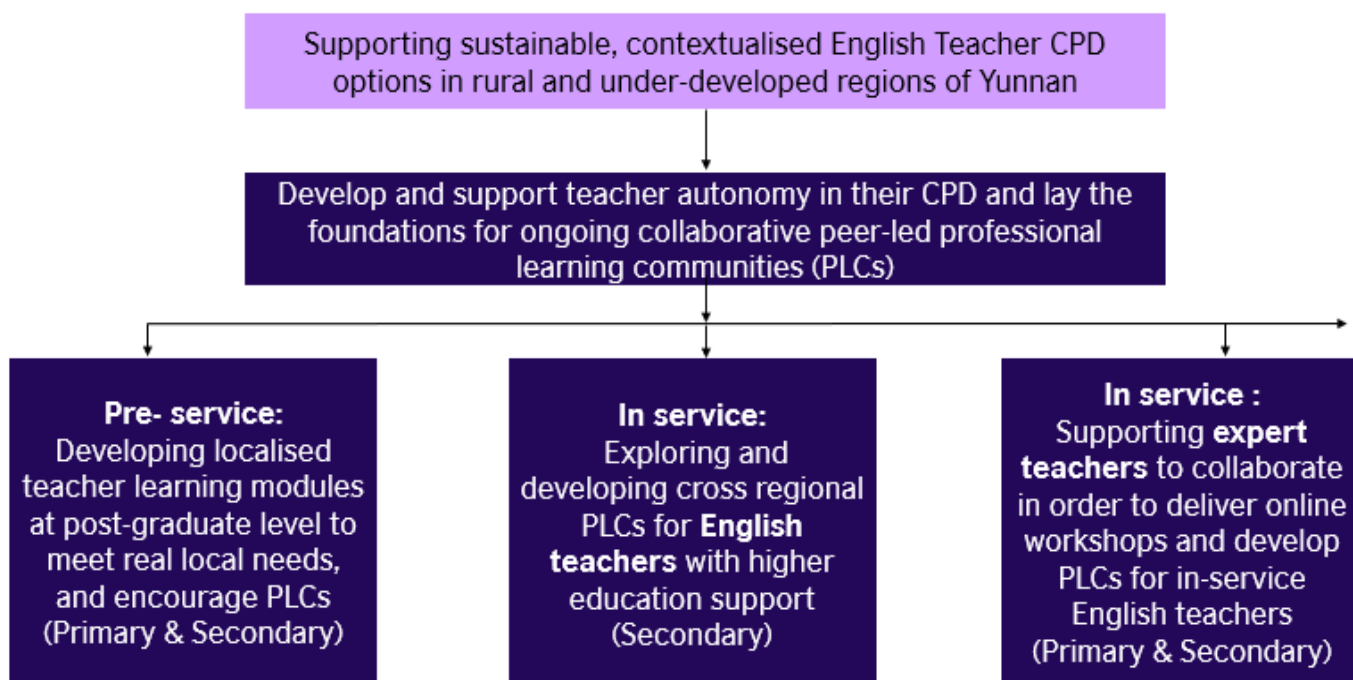 Supporting sustainable, contextualised English Teacher CPD
options in rural and under-developed regions of Yunnan
Develop and support teacher autonomy in their CPD and lay the
foundations for ongoing collaborative peer-led professional
learning communities (PLCs)
Pre- service:
Developing localised
teacher learning modules
at post-graduate level to
meet real local needs,
and encourage PLCs
(Primary & Secondary)
In service:
Exploring and
developing cross regional
PLCs for English
teachers with higher
education support
(Secondary)
In service :
Supporting expert
teachers to collaborate
in order to deliver online
workshops and develop
PLCs for in-service
English teachers
(Primary & Secondary)